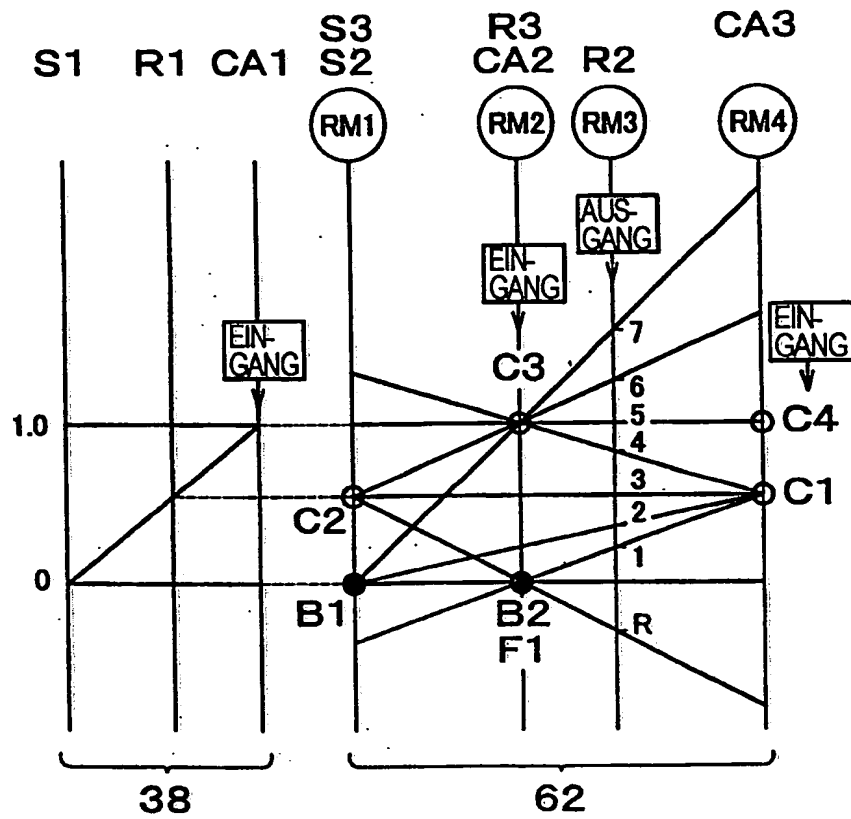 S3 R3 CA3
S1 R1 CA1 S2 CA2 R2
RM1 RM2 RM3 RM4
AUS-
GANG
EIN-
GANG
EIN-
GANG
EIN-
GANG
7
6
C3
1.0 5 C4
4
3 C1
C2
2
1
0
B1 B2 R
F1
38 62